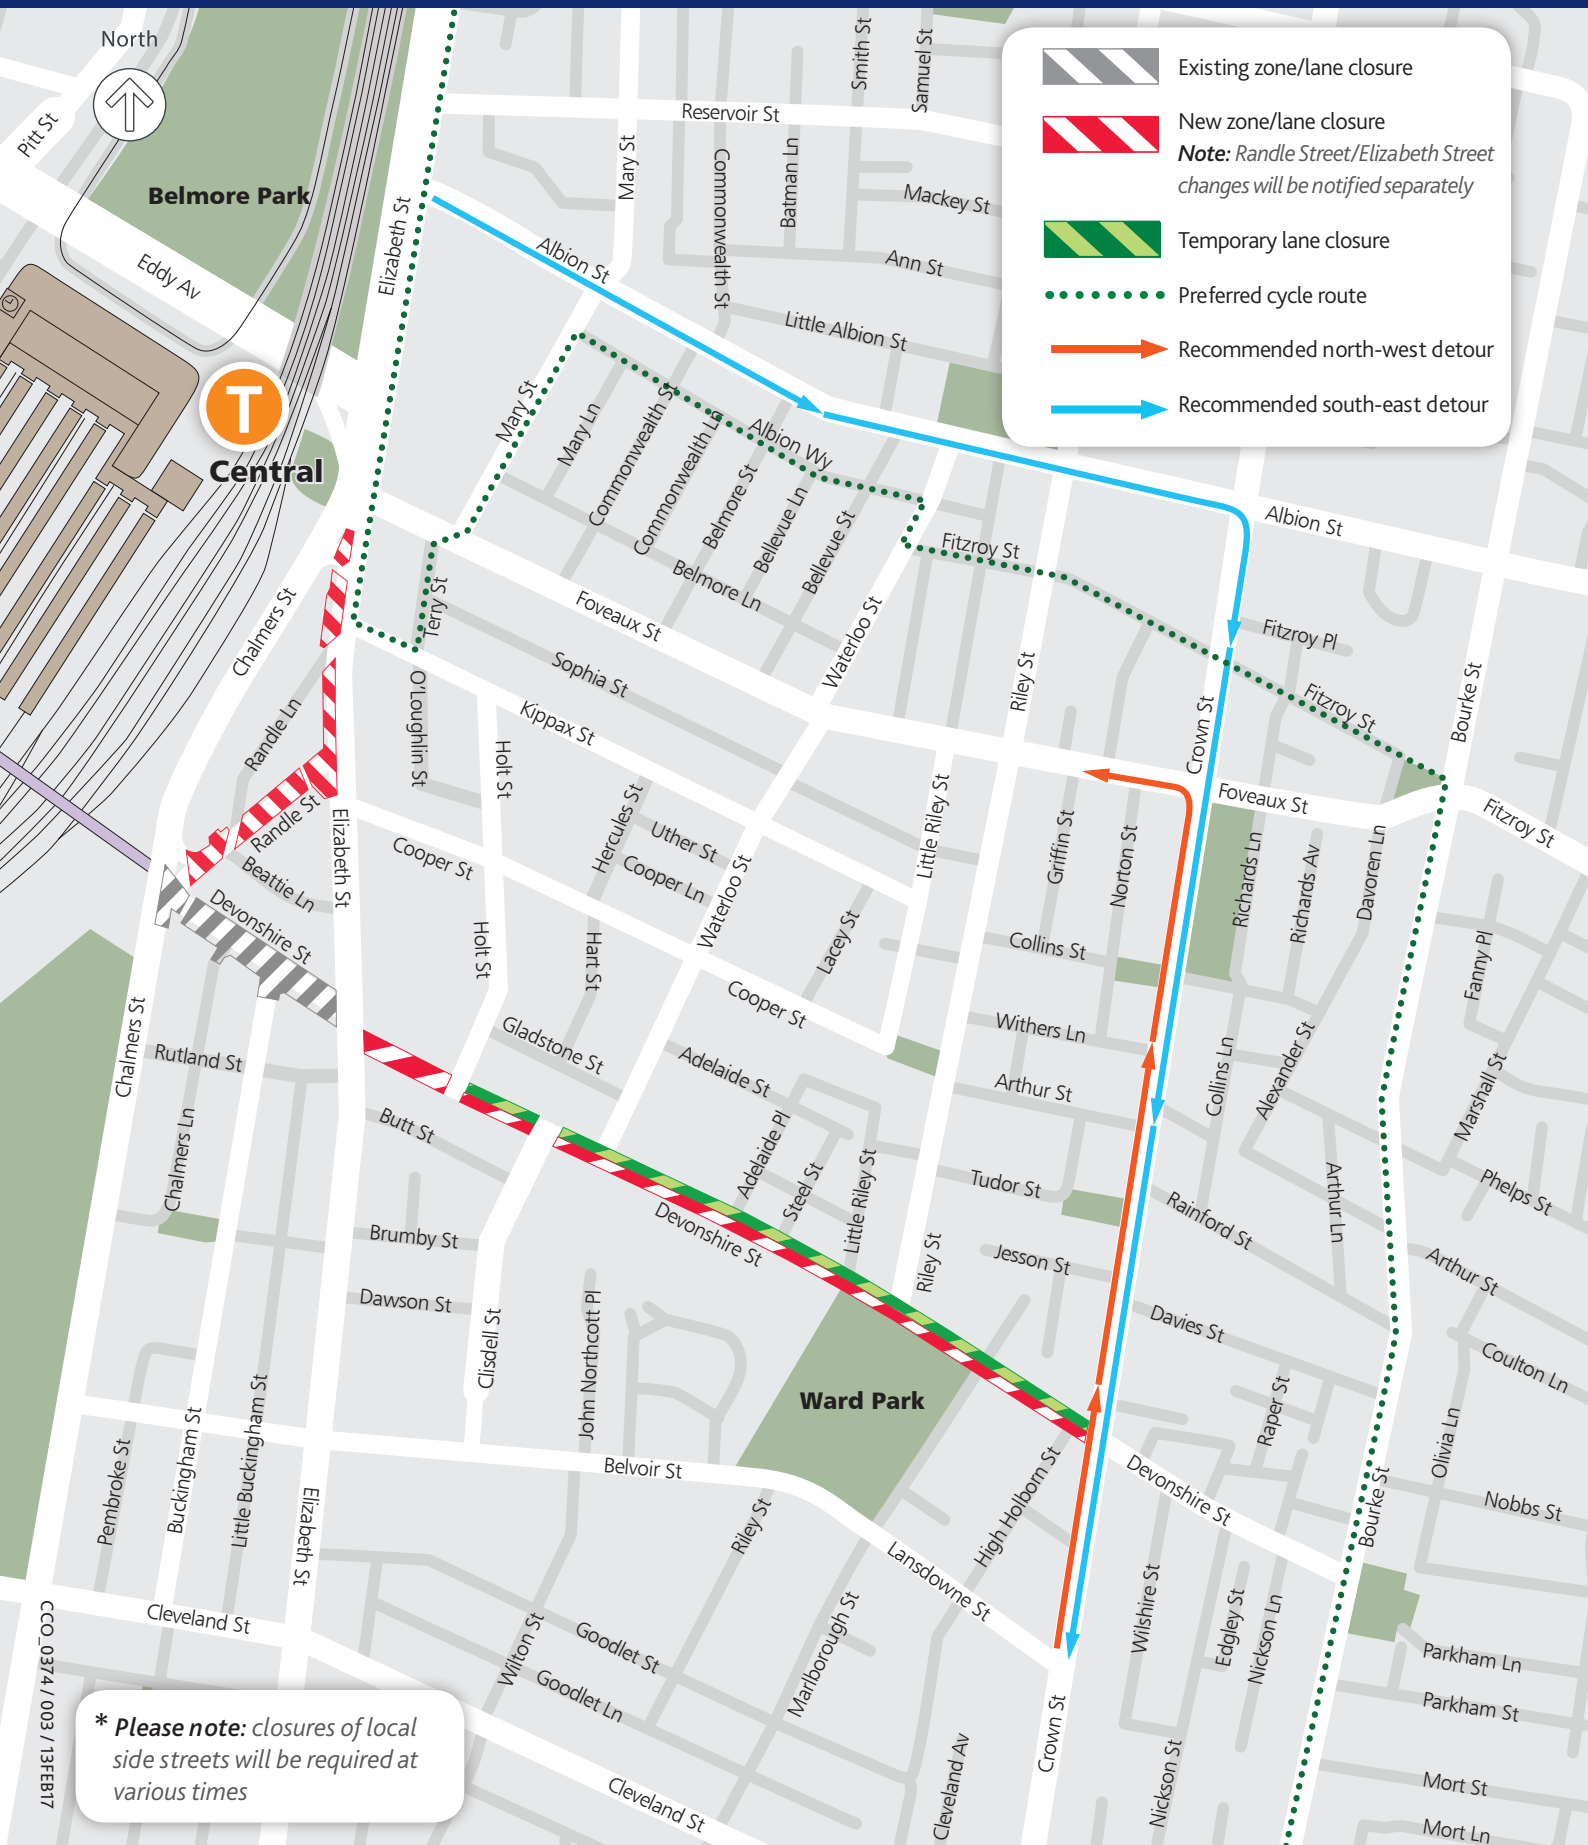 North
Pitt St
Belmore Park
Eddy Av
Elizabeth St
Central
T
Reservoir St
Smith St
Samuel St
Mary St
Commonwealth St
Batman Ln
Mackey St
Ann St
Albion St
Little Albion St
Existing zone/lane closure
New zone/lane closure
Note: Randle Street/Elizabeth Street
changes will be notified separately
Temporary lane closure
Preferred cycle route
Recommended north-west detour
Recommended south-east detour
Mary St
Mary Ln
Commonwealth St
Commonwealth Ln
Albion Wy
Belmore St
Bellevue Ln
Bellevue St
Belmore Ln
Fitzroy St
Albion St
Fitzroy Pl
Fitzroy St
Bourke St
Chalmers St
Terry St
Foveaux St
Waterloo St
Riley St
Crown St
Sophia St
Kippax St
O'Loughlin St
Holt St
Randle Ln
Randle St
Beattie Ln
Elizabeth St
Cooper St
Hercules St
Uther St
Cooper Ln
Waterloo St
Little Riley St
Griffin St
Norton St
Foveaux St
Fitzroy St
Richards Ln
Richards Av
Davoren Ln
Devonshire St
Holt St
Hart St
Lacey St
Collins St
Fanny Pl
Cooper St
Withers Ln
Chalmers St
Rutland St
Gladstone St
Adelaide St
Arthur St
Collins Ln
Alexander St
Marshall St
Chalmers Ln
Butt St
Adelaide Pl
Steel St
Little Riley St
Tudor St
Rainford St
Arthur Ln
Phelps St
Brumby St
Devonshire St
Riley St
Jesson St
Arthur St
Dawson St
Clisdell St
John Northcott Pl
Davies St
Coulton Ln
Ward Park
Raper St
Olivia Ln
Pembroke St
Buckingham St
Little Buckingham St
Elizabeth St
Belvoir St
Riley St
High Holborn St
Devonshire St
Bourke St
Nobbs St
Lansdowne St
Cleveland St
Wilton St
Goodlet St
Goodlet Ln
Marlborough St
Wilshire St
Edgley St
Nickson Ln
Parkham Ln
Parkham St
Crown St
Cleveland Av
Nickson St
Mort St
Mort Ln
Cleveland St
CCO_0374 / 003 / 13FEB17
* Please note: closures of local
side streets will be required at
various times